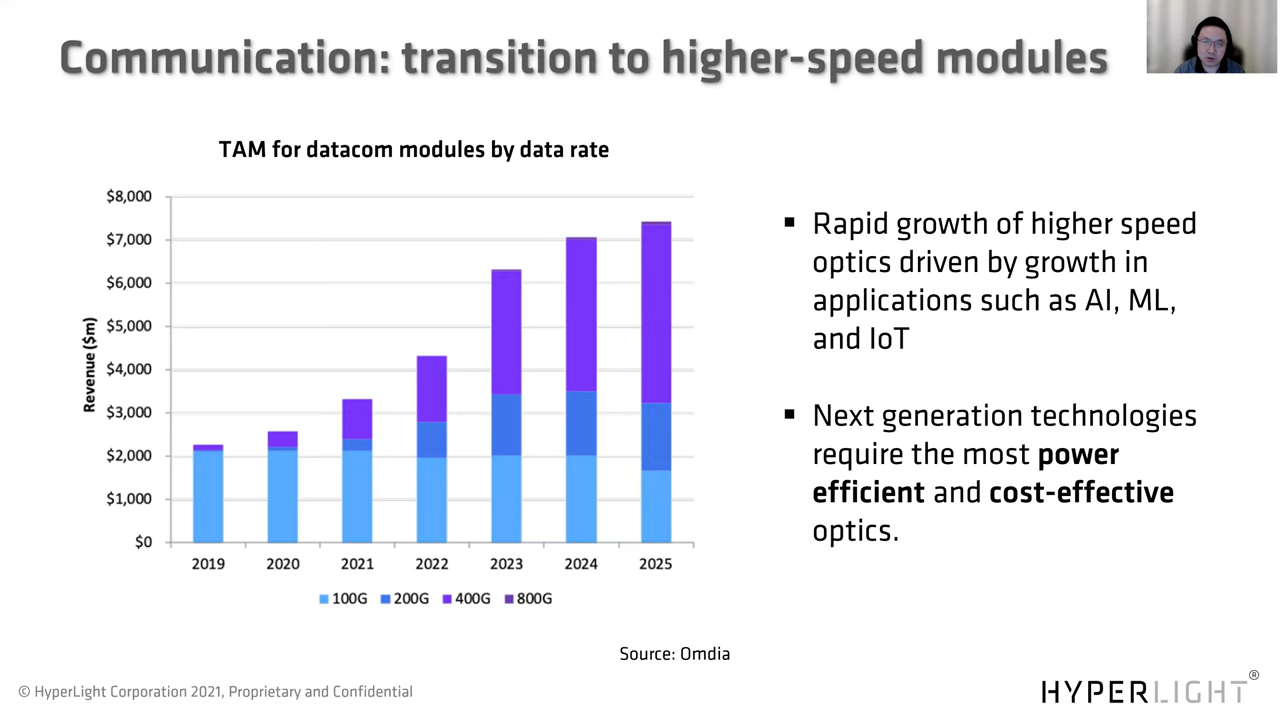 Communication: transition to higher-speed modules
TAM for datacom modules by data rate
$8,000
$7,000
$6,000
$5,000
$4,000
$3,000
$2,000
$1,000
$0
Revenue ($m)
2019 2020 2021 2022 2023 2024 2025
100G 200G 400G 800G
Source: Omdia
▪ Rapid growth of higher speed
optics driven by growth in
applications such as AI, ML,
and IoT
▪ Next generation technologies
require the most power
efficient and cost-effective
optics.
© HyperLight Corporation 2021, Proprietary and Confidential
HYPERLIGHT®